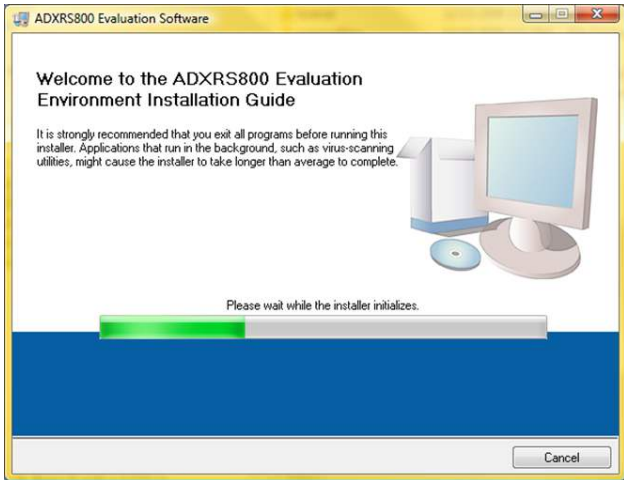 ADXRS800 Evaluation Software
Welcome to the ADXRS800 Evaluation
Environment Installation Guide
It is strongly recommended that you exit all programs before running this
installer. Applications that run in the background, such as virus-scanning
utilities, might cause the installer to take longer than average to complete.
Please wait while the installer initializes.
Cancel